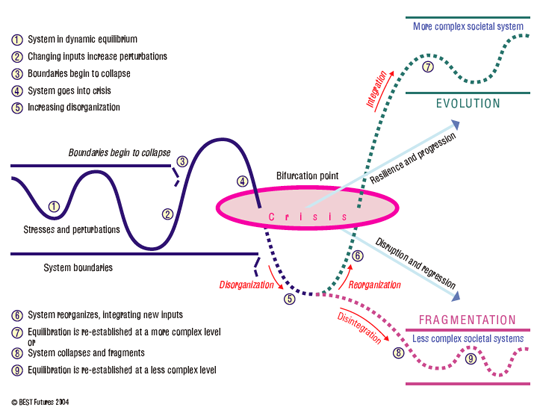 1 System in dynamic equilibrium
2 Changing inputs increase perturbations
3 Boundaries begin to collapse
4 System goes into crisis
5 Increasing disorganization
More complex societal system
7
Integration
EVOLUTION
Boundaries begin to collapse
3
4
Bifurcation point
Resilience and progression
1
2
Crisis
Stresses and perturbations
Disruption and regression
System boundaries
6
Disorganization
Reorganization
5
Disintegration
FRAGMENTATION
Less complex societal systems
8
9
6 System reorganizes, integrating new inputs
7 Equilibration is re-established at a more complex level
or
8 System collapses and fragments
9 Equilibration is re-established at a less complex level
© BEST Futures 2004